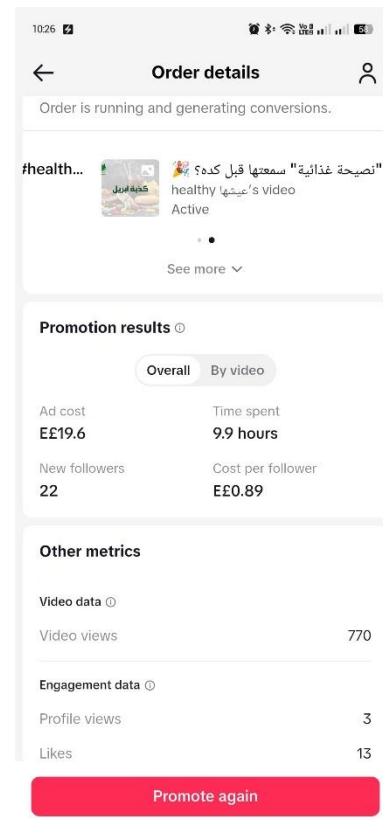 10:26
Order details
Order is running and generating conversions.
#health...
كذبة ابريل
"نصيحة غذائية" سمعتها قبل كده؟ 🎉
healthy عيشها's video
Active
See more
Promotion results
Overall By video
Ad cost Time spent
E£19.6 9.9 hours
New followers Cost per follower
22 E£0.89
Other metrics
Video data
Video views 770
Engagement data
Profile views 3
Likes 13
Promote again